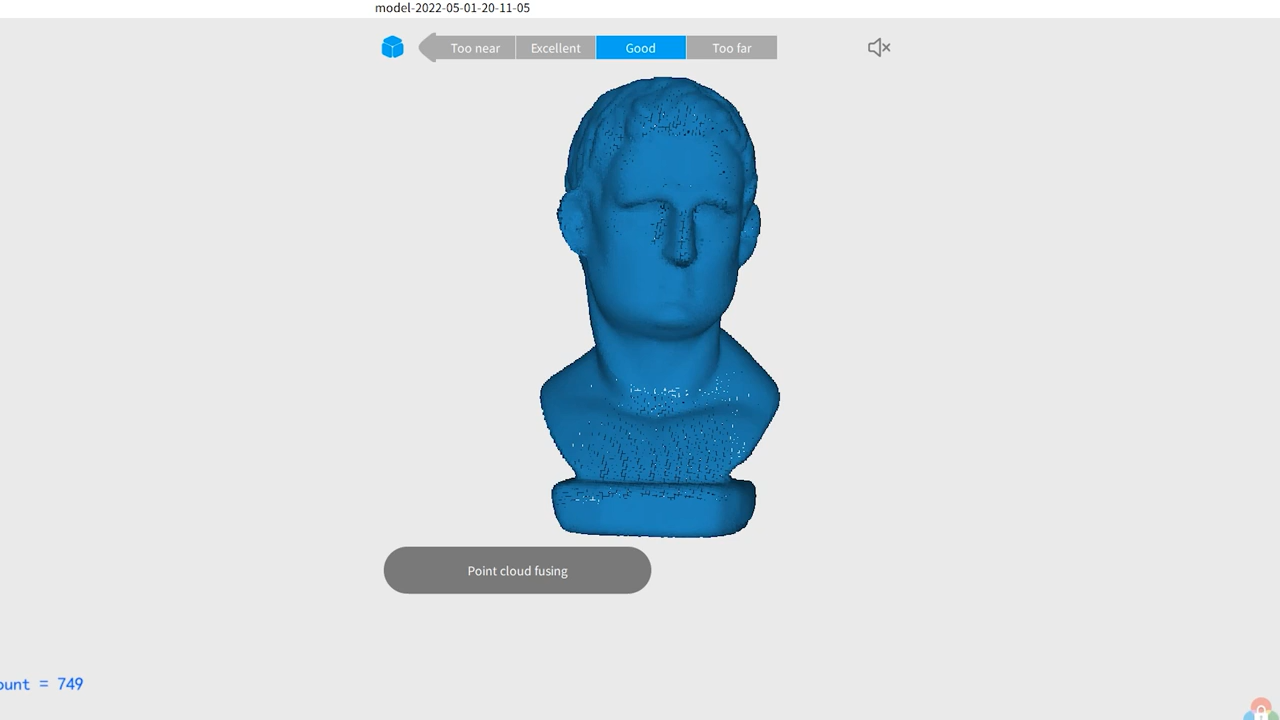 model-2022-05-01-20-11-05
Too near Excellent Good Too far
Point cloud fusing
ount = 749